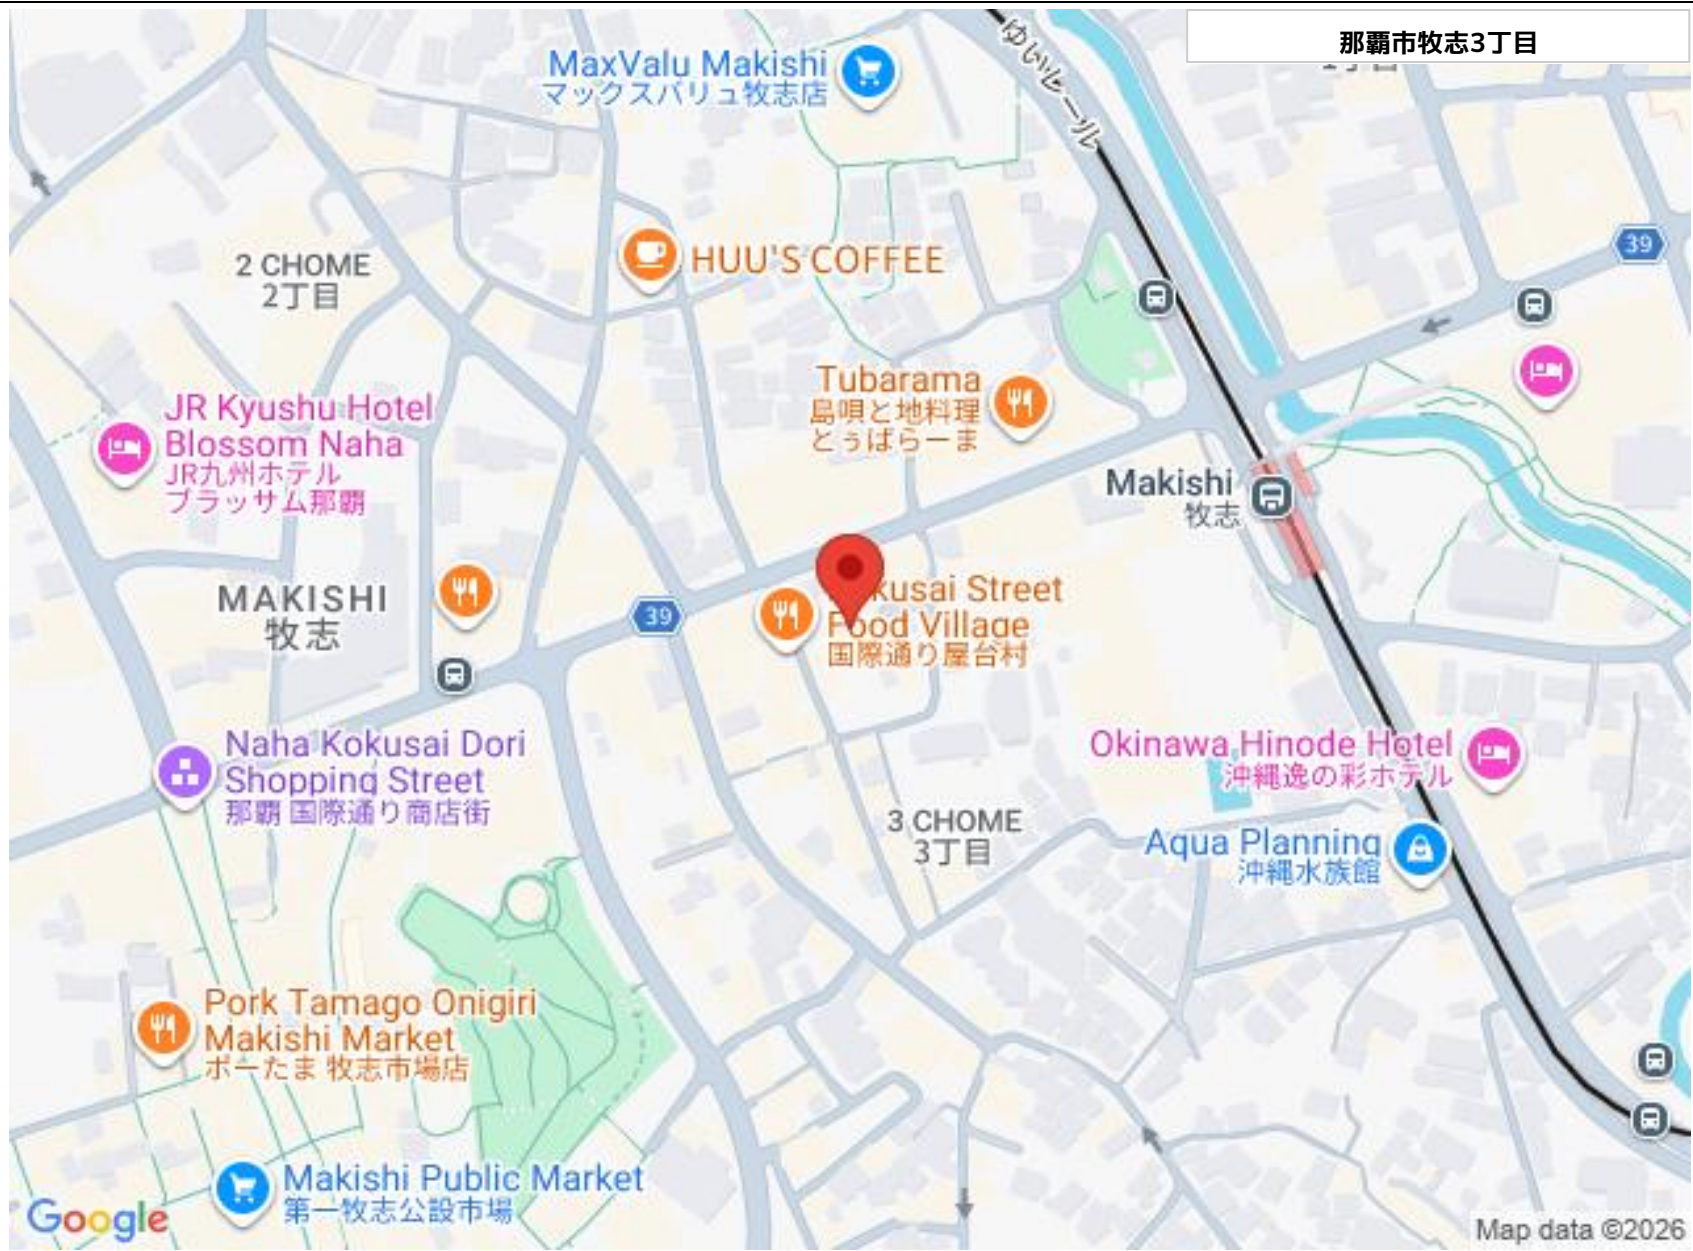 那覇市牧志3丁目
ゆいレール
MaxValu Makishi
マックスバリュ牧志店
39
2 CHOME
2丁目
HUU'S COFFEE
JR Kyushu Hotel
Blossom Naha
JR九州ホテル
ブラッサム那覇
Tubarama
島唄と地料理
とぅばらーま
Makishi
牧志
MAKISHI
牧志
39
kusai Street
Food Village
国際通り屋台村
Naha Kokusai Dori
Shopping Street
那覇 国際通り商店街
Okinawa Hinode Hotel
沖縄逸の彩ホテル
3 CHOME
3丁目
Aqua Planning
沖縄水族館
Pork Tamago Onigiri
Makishi Market
ポーたま 牧志市場店
Makishi Public Market
第一牧志公設市場
Google
Map data ©2026